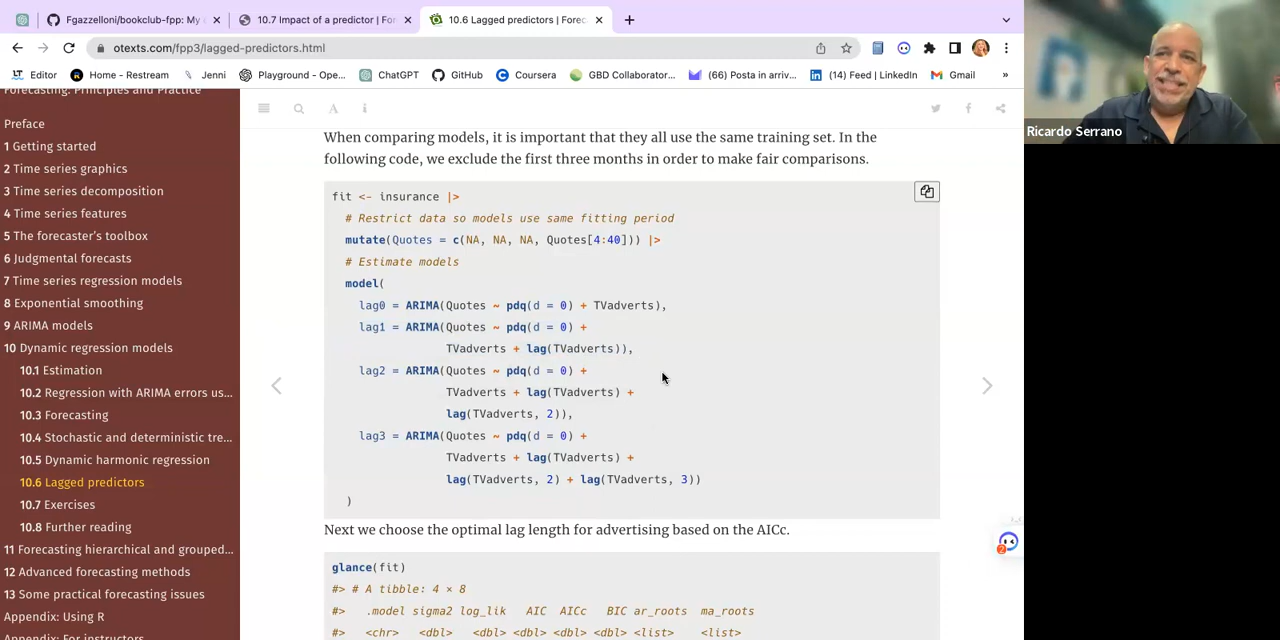 Fgazzelloni/bookclub-fpp: My
10.7 Impact of a predictor | For
10.6 Lagged predictors | Forec
otexts.com/fpp3/lagged-predictors.html
Editor
Home - Restream
Jenni
Playground - Ope...
ChatGPT
GitHub
Coursera
GBD Collaborator...
(66) Posta in arriv...
(14) Feed | LinkedIn
Gmail
»
Forecasting: Principles and Practice
Preface
1 Getting started
2 Time series graphics
3 Time series decomposition
4 Time series features
5 The forecaster's toolbox
6 Judgmental forecasts
7 Time series regression models
8 Exponential smoothing
9 ARIMA models
10 Dynamic regression models
10.1 Estimation
10.2 Regression with ARIMA errors us...
10.3 Forecasting
10.4 Stochastic and deterministic tre...
10.5 Dynamic harmonic regression
10.6 Lagged predictors
10.7 Exercises
10.8 Further reading
11 Forecasting hierarchical and grouped...
12 Advanced forecasting methods
13 Some practical forecasting issues
Appendix: Using R
Appendix: For instructors
When comparing models, it is important that they all use the same training set. In the
following code, we exclude the first three months in order to make fair comparisons.
fit <- insurance |>
# Restrict data so models use same fitting period
mutate(Quotes = c(NA, NA, NA, Quotes[4:40])) |>
# Estimate models
model(
lag0 = ARIMA(Quotes ~ pdq(d = 0) + TVadverts),
lag1 = ARIMA(Quotes ~ pdq(d = 0) +
TVadverts + lag(TVadverts)),
lag2 = ARIMA(Quotes ~ pdq(d = 0) +
TVadverts + lag(TVadverts) +
lag(TVadverts, 2)),
lag3 = ARIMA(Quotes ~ pdq(d = 0) +
TVadverts + lag(TVadverts) +
lag(TVadverts, 2) + lag(TVadverts, 3))
)
Next we choose the optimal lag length for advertising based on the AICc.
glance(fit)
#> # A tibble: 4 × 8
#> .model sigma2 log_lik AIC AICc BIC ar_roots ma_roots
#> <chr> <dbl> <dbl> <dbl> <dbl> <dbl> <list> <list>
2
Ricardo Serrano